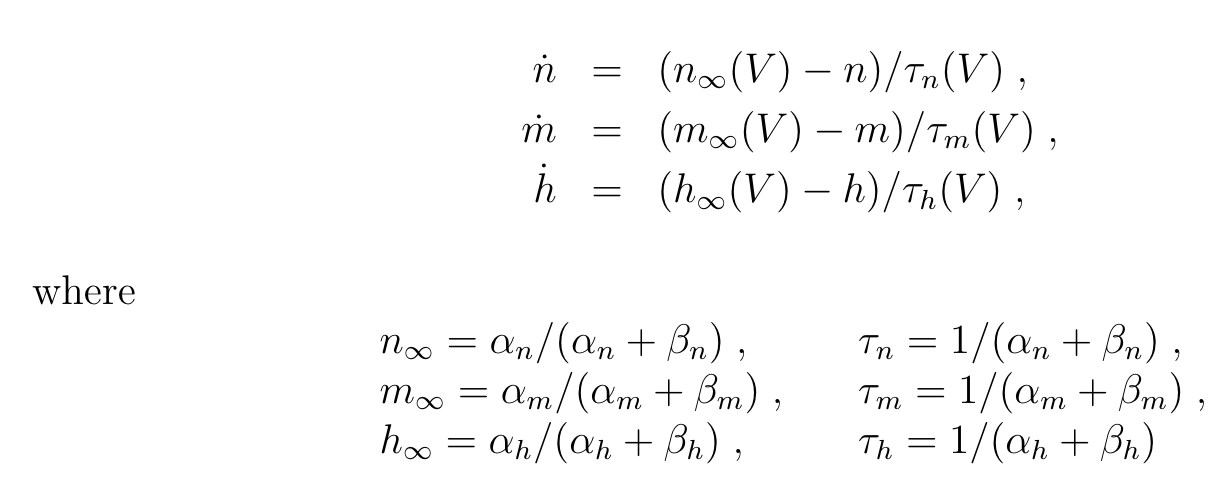 ṅ = (n∞(V) − n)/τn(V) ,
ṁ = (m∞(V) − m)/τm(V) ,
ḣ = (h∞(V) − h)/τh(V) ,
where
n∞ = αn/(αn + βn) , τn = 1/(αn + βn) ,
m∞ = αm/(αm + βm) , τm = 1/(αm + βm) ,
h∞ = αh/(αh + βh) , τh = 1/(αh + βh)